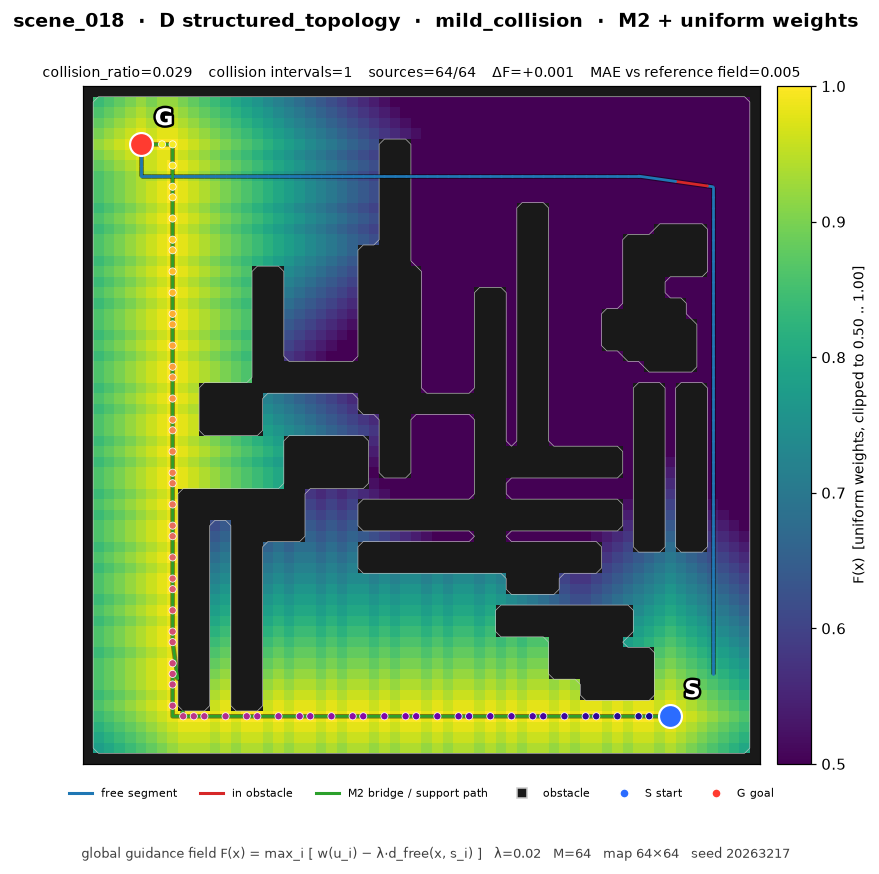 scene_018 · D structured_topology · mild_collision · M2 + uniform weights
collision_ratio=0.029 collision intervals=1 sources=64/64 ΔF=+0.001 MAE vs reference field=0.005
G
S
1.0
0.9
0.8
0.7
0.6
0.5
F(x) [uniform weights, clipped to 0.50 .. 1.00]
free segment
in obstacle
M2 bridge / support path
obstacle
S start
G goal
global guidance field F(x) = max_i [ w(u_i) − λ·d_free(x, s_i) ] λ=0.02 M=64 map 64×64 seed 20263217